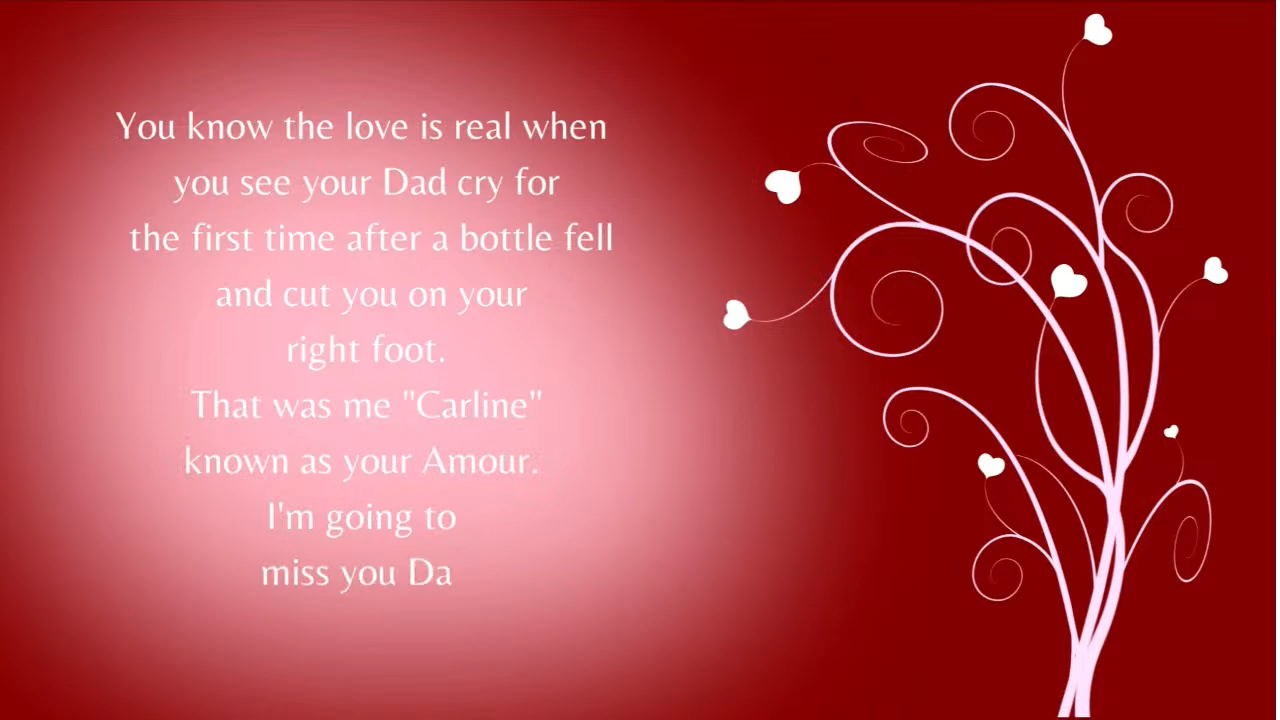 You know the love is real when
you see your Dad cry for
the first time after a bottle fell
and cut you on your
right foot.
That was me "Carline"
known as your Amour.
I'm going to
miss you Da